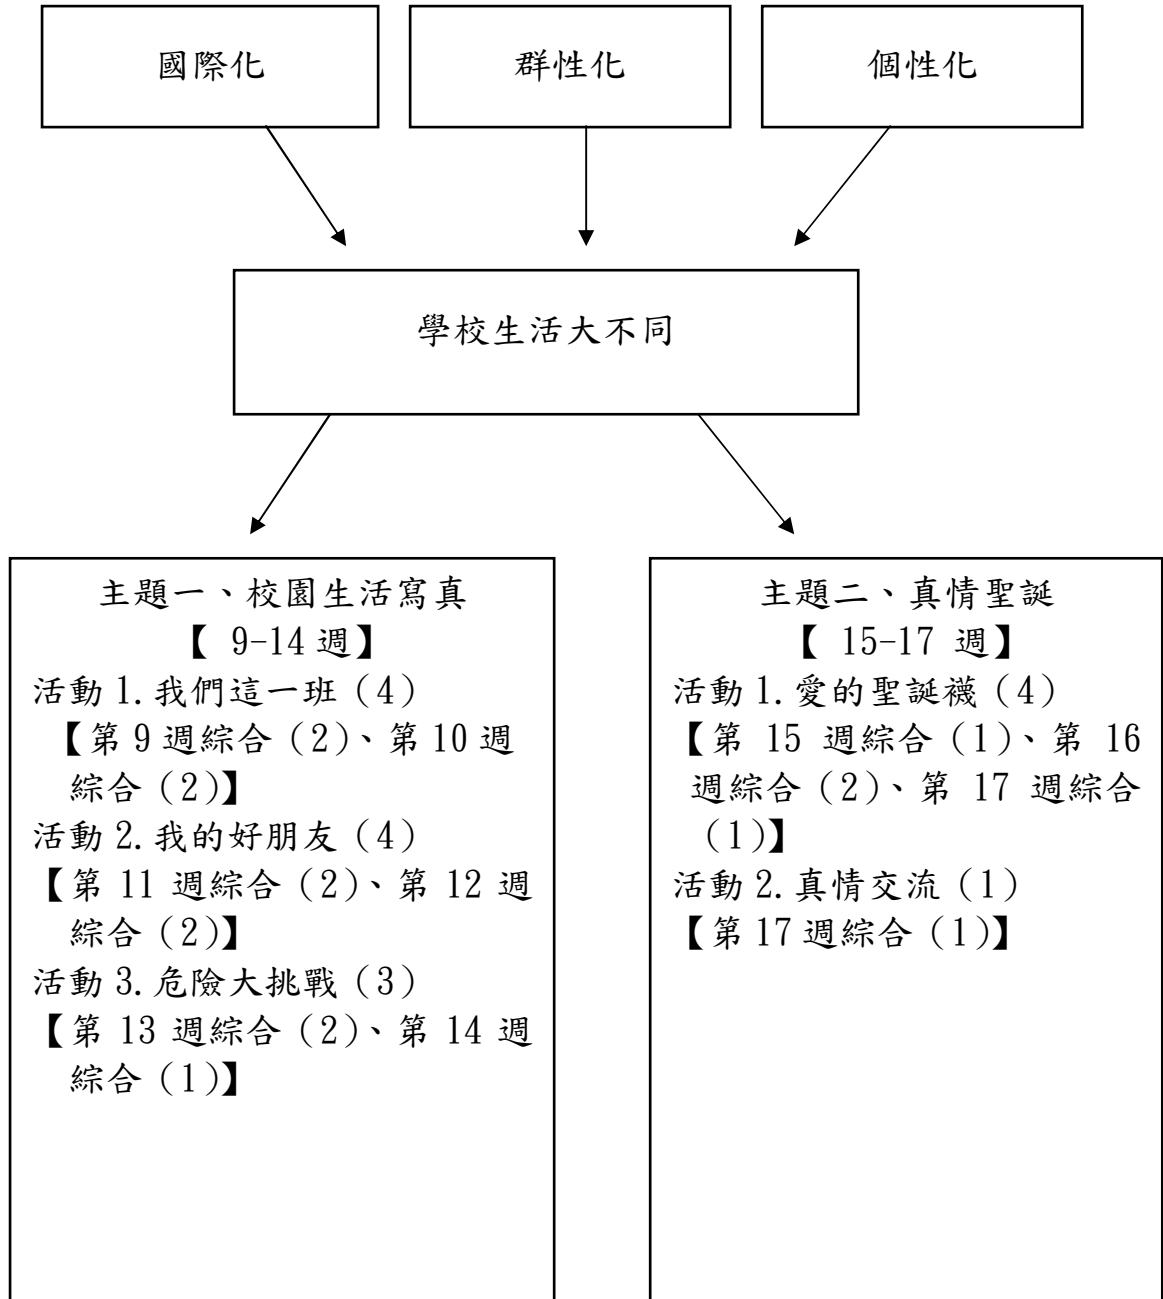 國際化
群性化
個性化
學校生活大不同
主題一、校園生活寫真
【 9-14 週】
活動 1.我們這一班（4）
【第 9 週綜合（2）、第 10 週
綜合（2）】
活動 2.我的好朋友（4）
【第 11 週綜合（2）、第 12 週
綜合（2）】
活動 3.危險大挑戰（3）
【第 13 週綜合（2）、第 14 週
綜合（1）】
主題二、真情聖誕
【 15-17 週】
活動 1.愛的聖誕襪（4）
【第 15 週綜合（1）、第 16
週綜合（2）、第 17 週綜合
（1）】
活動 2.真情交流（1）
【第 17 週綜合（1）】